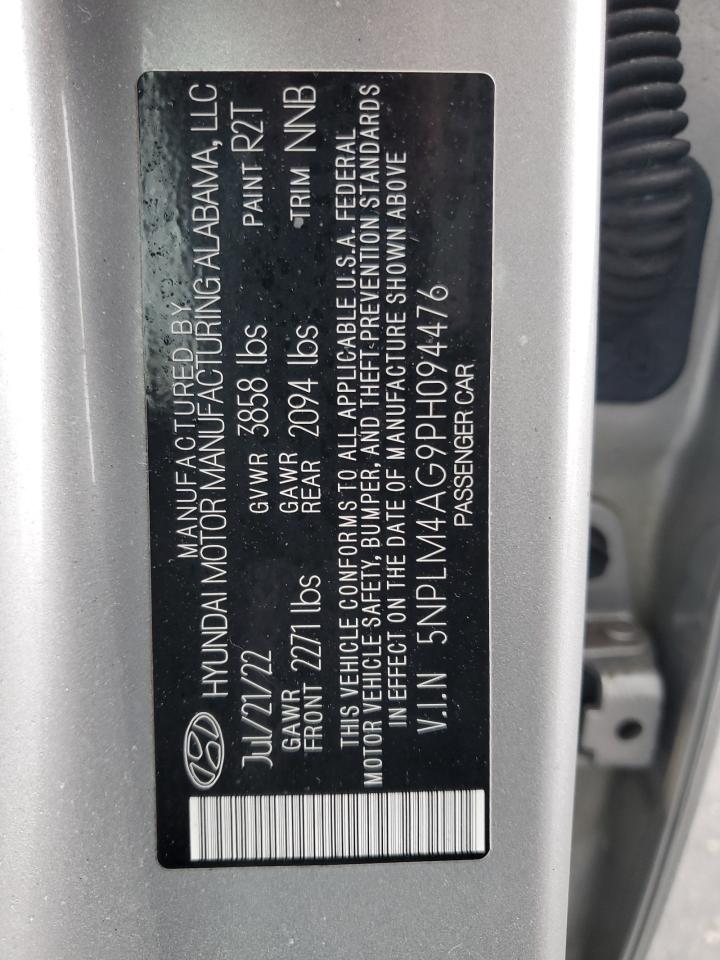 MANUFACTURED BY
HYUNDAI MOTOR MANUFACTURING ALABAMA, LLC
Jul/21/22 GVWR 3858 lbs PAINT R2T
GAWR FRONT 2271 lbs GAWR REAR 2094 lbs TRIM NNB
THIS VEHICLE CONFORMS TO ALL APPLICABLE U.S.A. FEDERAL
MOTOR VEHICLE SAFETY, BUMPER, AND THEFT PREVENTION STANDARDS
IN EFFECT ON THE DATE OF MANUFACTURE SHOWN ABOVE
V.I.N 5NPLM4AG9PH094476
PASSENGER CAR